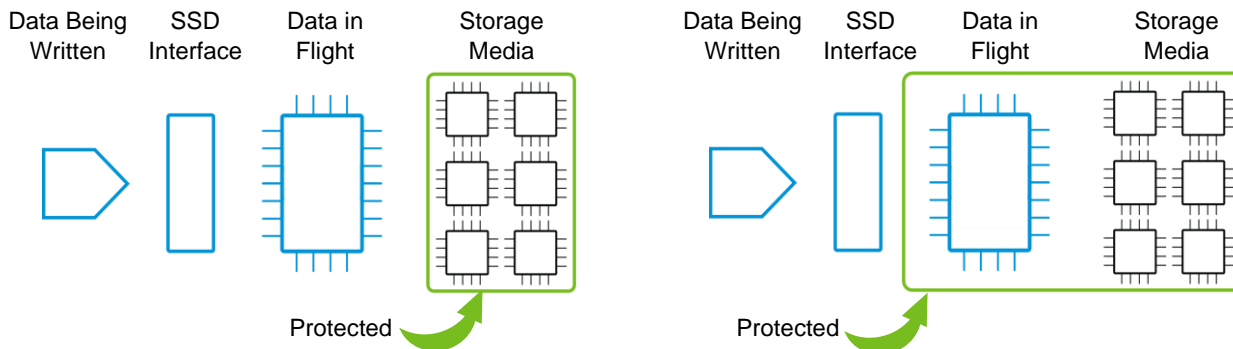 Data Being
Written
SSD
Interface
Data in
Flight
Storage
Media
Protected
Data Being
Written
SSD
Interface
Data in
Flight
Storage
Media
Protected